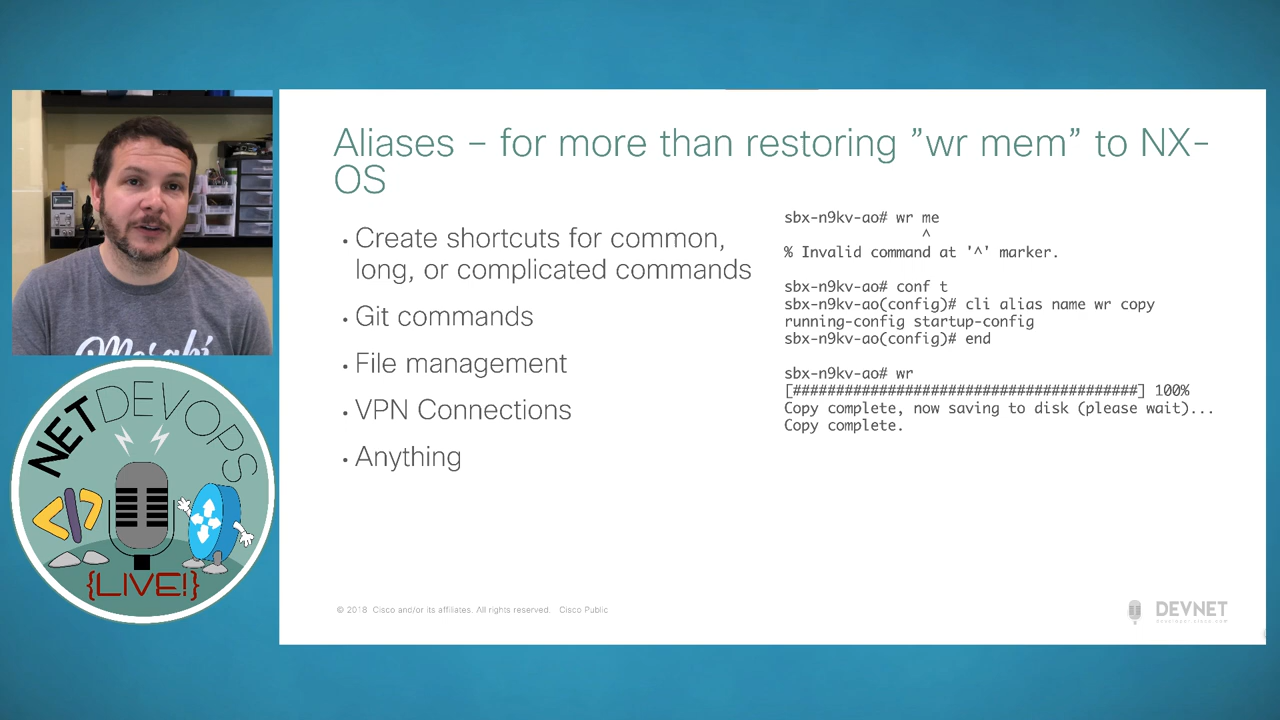 Aliases – for more than restoring ”wr mem” to NX-
OS
• Create shortcuts for common,
long, or complicated commands
• Git commands
• File management
• VPN Connections
• Anything
sbx-n9kv-ao# wr me
^
% Invalid command at '^' marker.
sbx-n9kv-ao# conf t
sbx-n9kv-ao(config)# cli alias name wr copy
running-config startup-config
sbx-n9kv-ao(config)# end
sbx-n9kv-ao# wr
[########################################] 100%
Copy complete, now saving to disk (please wait)...
Copy complete.
NETDEVOPS
</>
{LIVE!}
© 2018 Cisco and/or its affiliates. All rights reserved. Cisco Public
DEVNET
developer.cisco.com